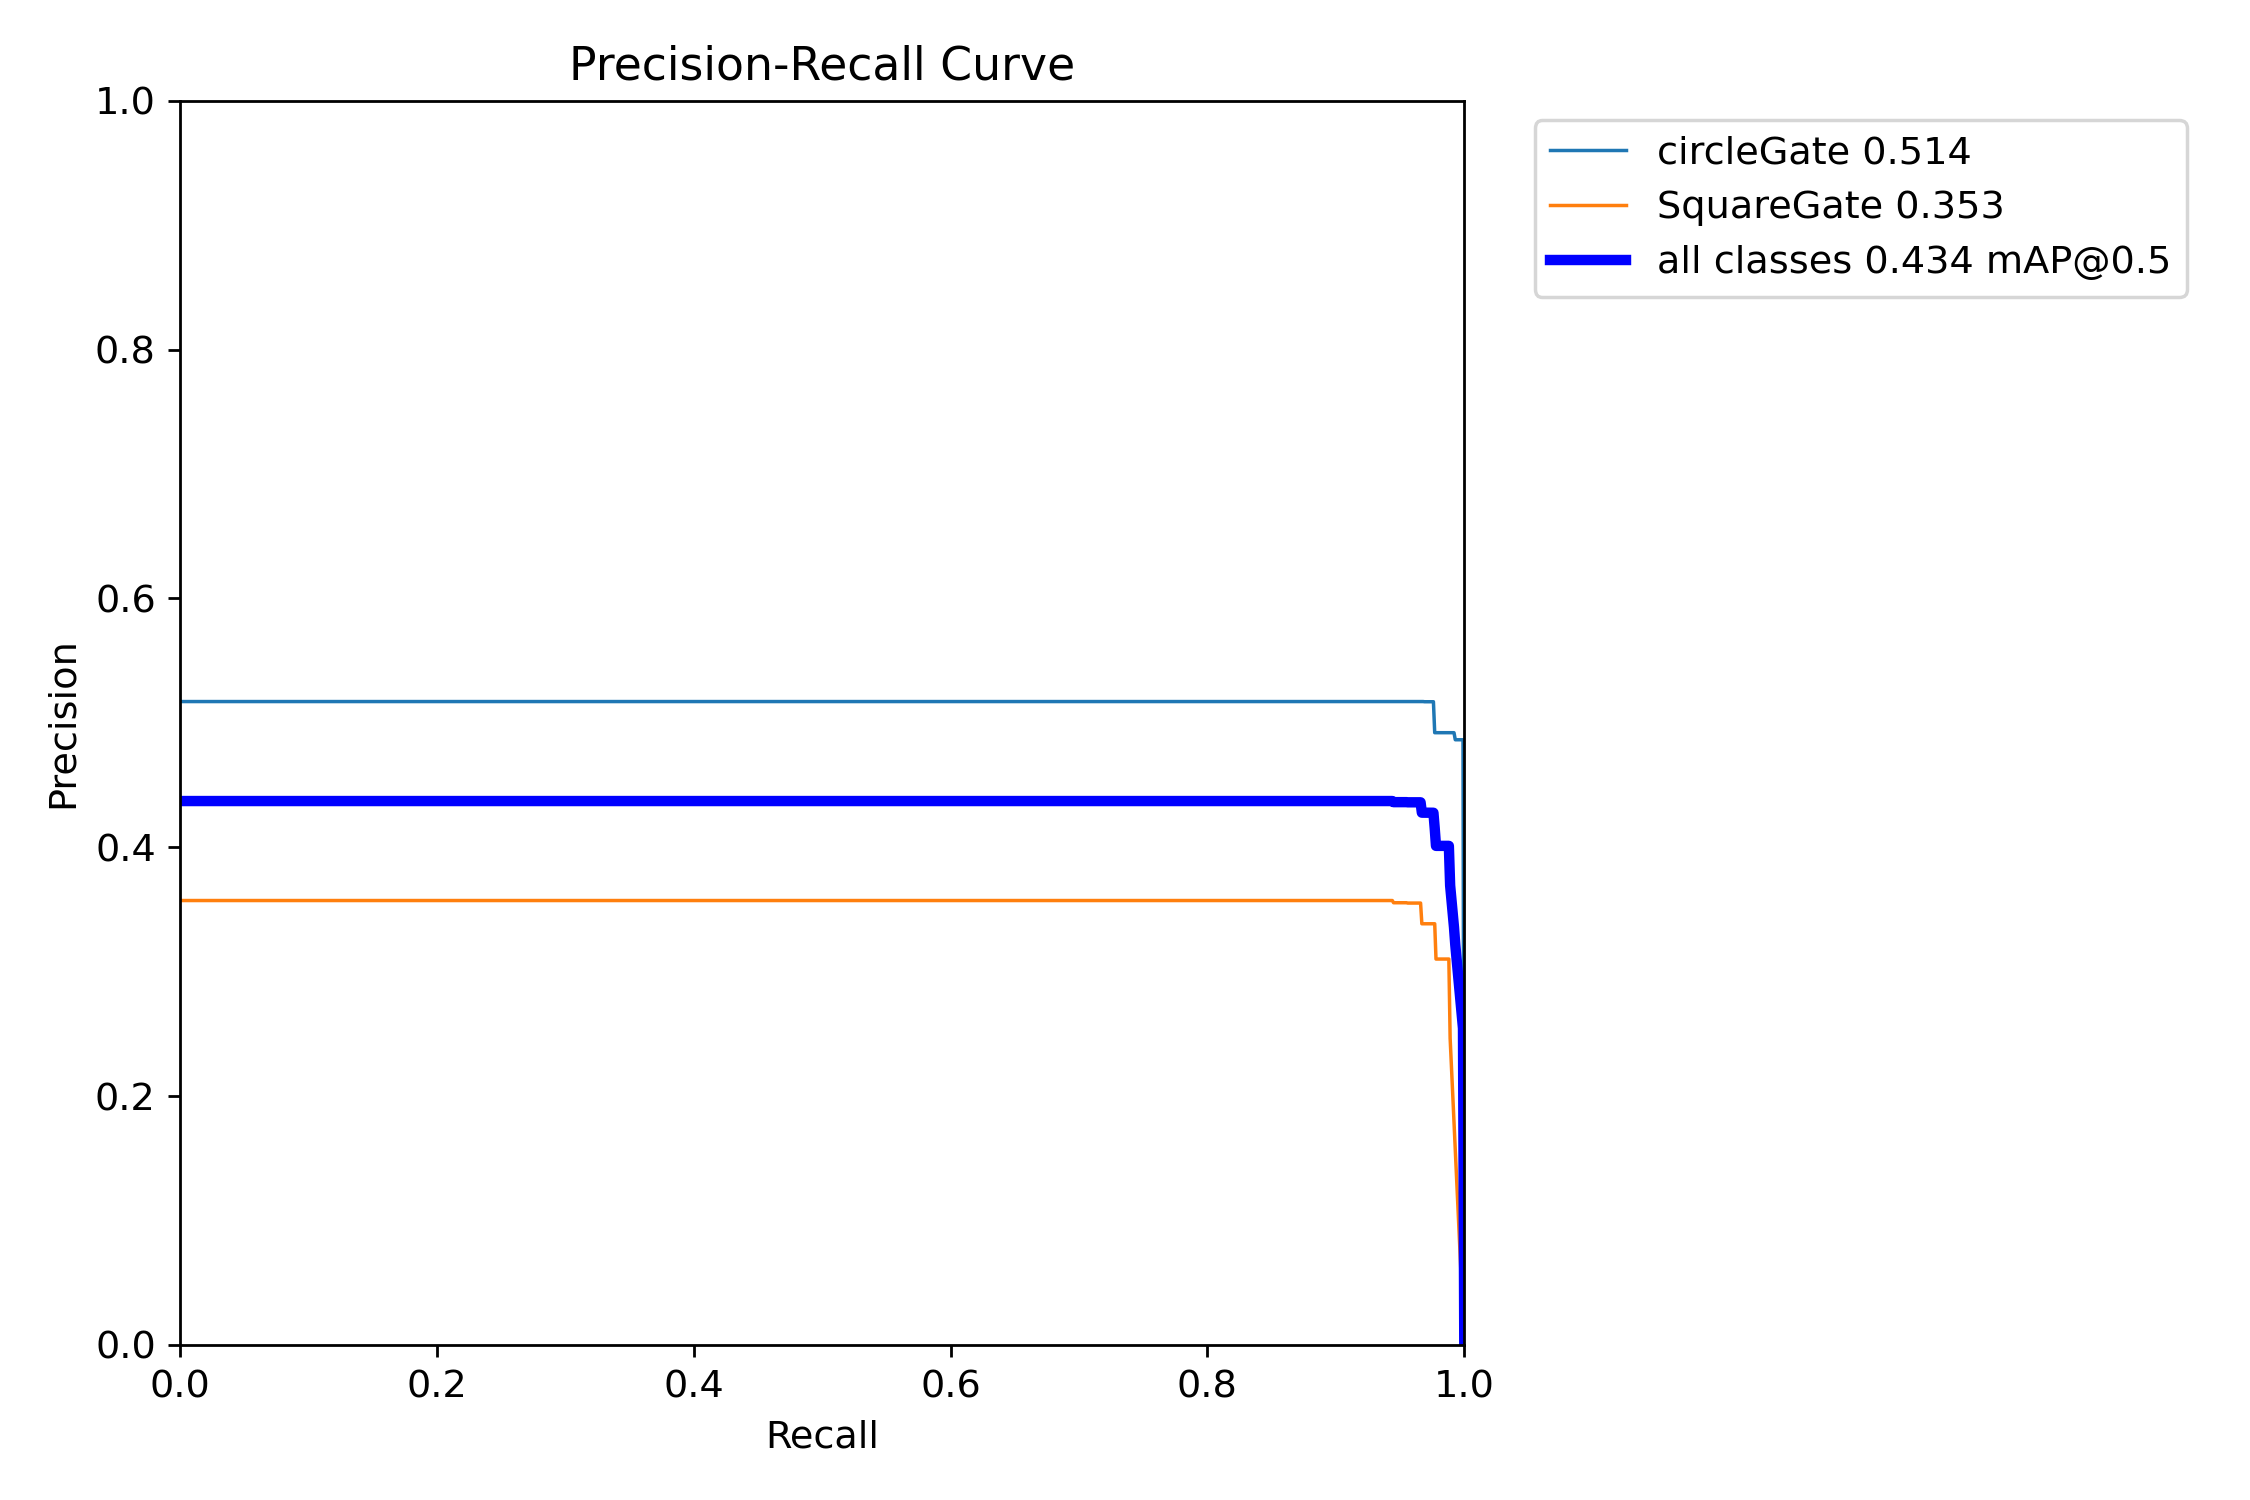 Precision-Recall Curve
1.0
0.8
0.6
0.4
0.2
0.0
Precision
0.0 0.2 0.4 0.6 0.8 1.0
Recall
circleGate 0.514
SquareGate 0.353
all classes 0.434 mAP@0.5